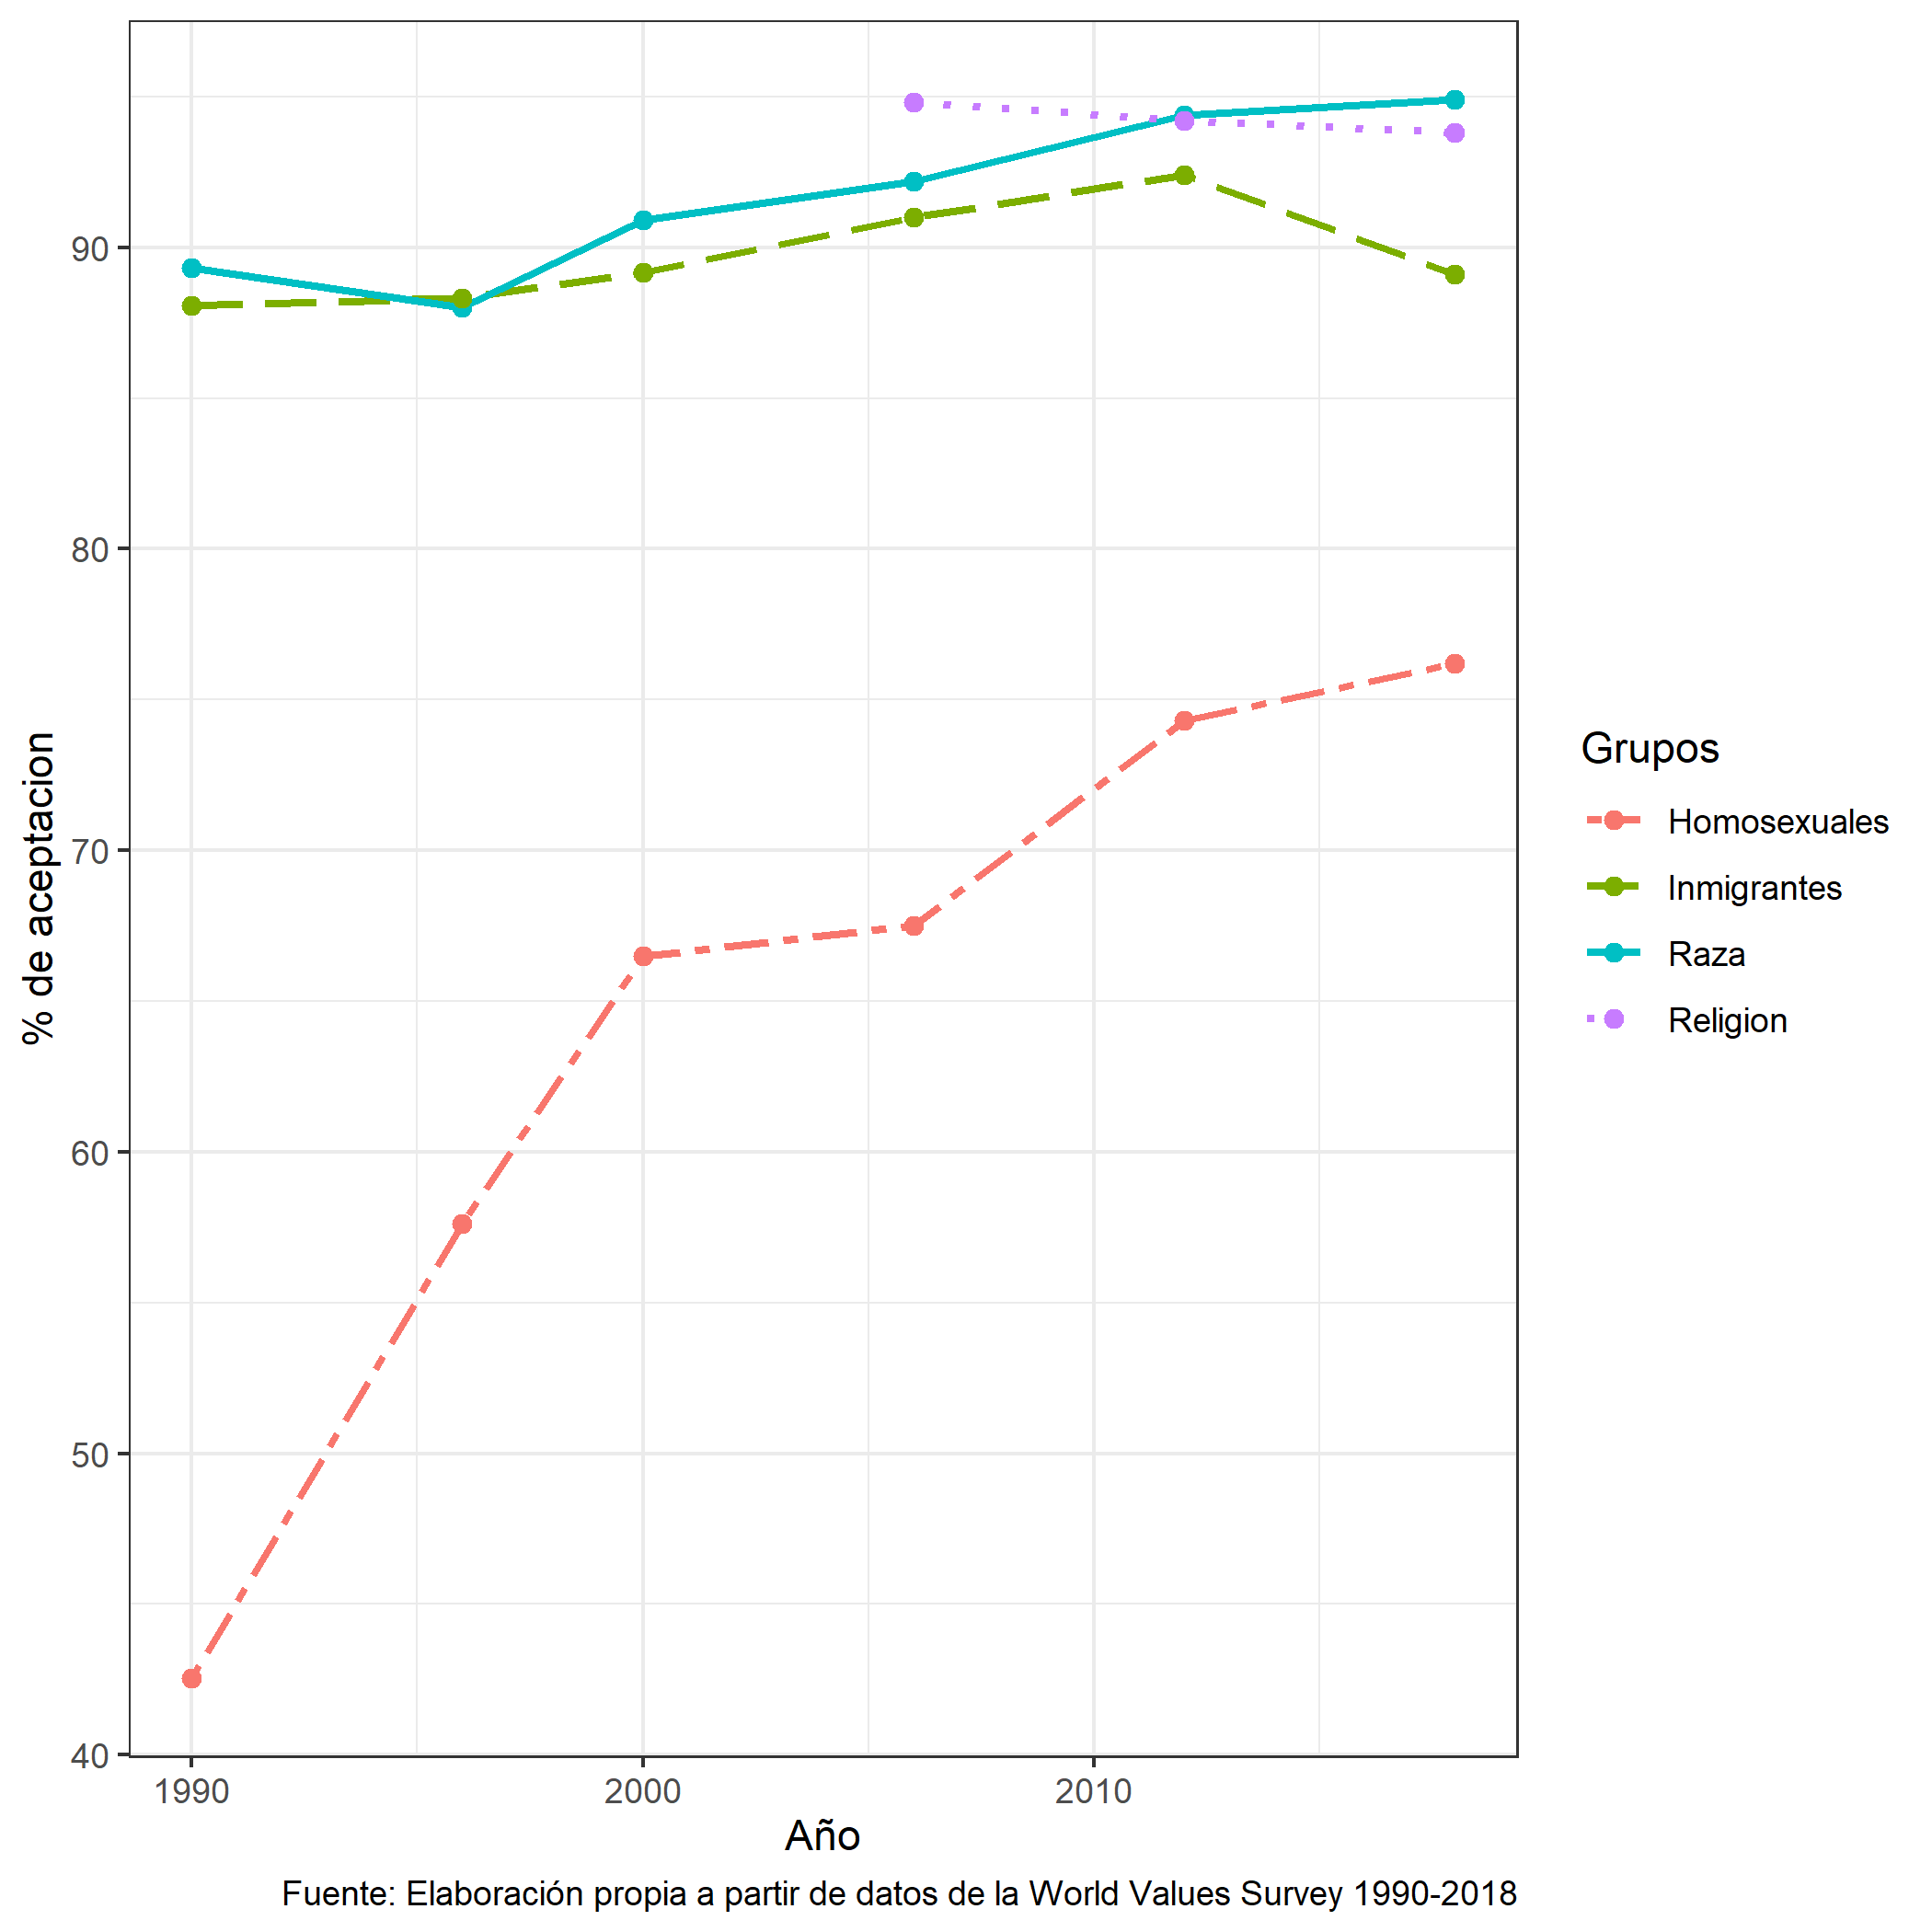 % de aceptacion
90
80
70
60
50
40
1990 2000 2010
Año
Grupos
Homosexuales
Inmigrantes
Raza
Religion
Fuente: Elaboración propia a partir de datos de la World Values Survey 1990-2018